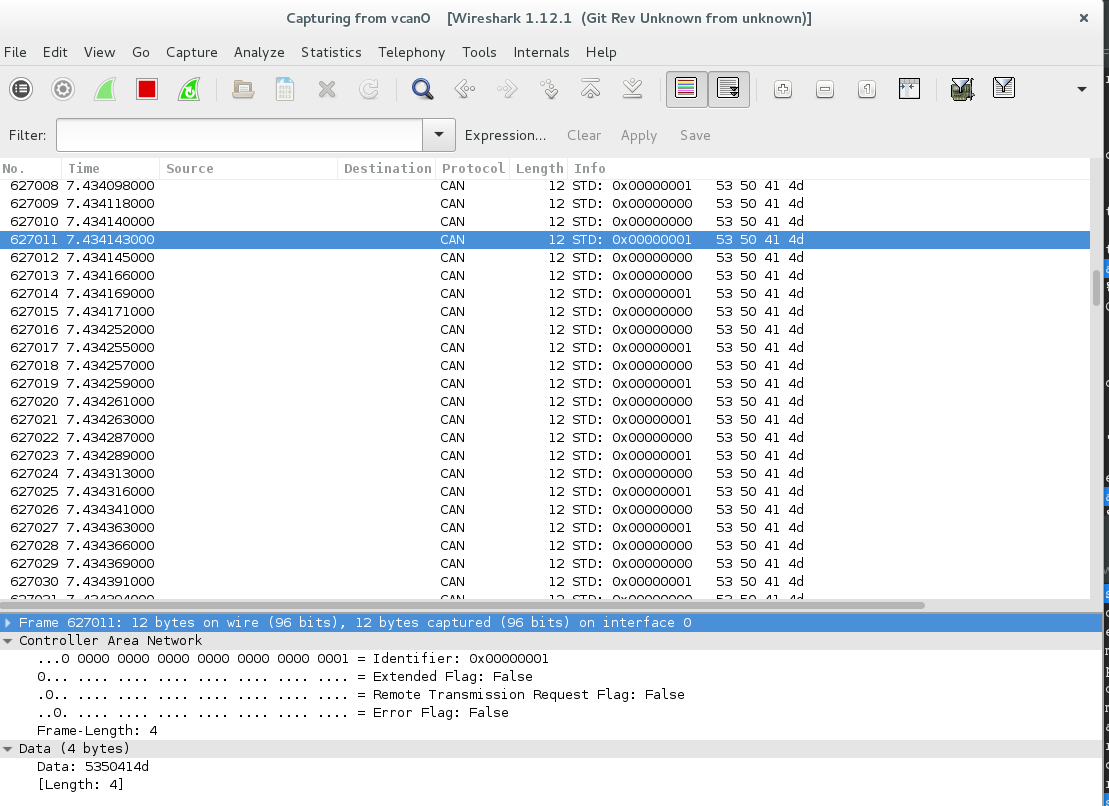 Capturing from vcan0 [Wireshark 1.12.1 (Git Rev Unknown from unknown)]
File Edit View Go Capture Analyze Statistics Telephony Tools Internals Help
Filter: Expression... Clear Apply Save
No. Time Source Destination Protocol Length Info
627008 7.434098000 CAN 12 STD: 0x00000001 53 50 41 4d
627009 7.434118000 CAN 12 STD: 0x00000000 53 50 41 4d
627010 7.434140000 CAN 12 STD: 0x00000000 53 50 41 4d
627011 7.434143000 CAN 12 STD: 0x00000001 53 50 41 4d
627012 7.434145000 CAN 12 STD: 0x00000000 53 50 41 4d
627013 7.434166000 CAN 12 STD: 0x00000000 53 50 41 4d
627014 7.434169000 CAN 12 STD: 0x00000001 53 50 41 4d
627015 7.434171000 CAN 12 STD: 0x00000000 53 50 41 4d
627016 7.434252000 CAN 12 STD: 0x00000000 53 50 41 4d
627017 7.434255000 CAN 12 STD: 0x00000001 53 50 41 4d
627018 7.434257000 CAN 12 STD: 0x00000000 53 50 41 4d
627019 7.434259000 CAN 12 STD: 0x00000001 53 50 41 4d
627020 7.434261000 CAN 12 STD: 0x00000000 53 50 41 4d
627021 7.434263000 CAN 12 STD: 0x00000001 53 50 41 4d
627022 7.434287000 CAN 12 STD: 0x00000000 53 50 41 4d
627023 7.434289000 CAN 12 STD: 0x00000001 53 50 41 4d
627024 7.434313000 CAN 12 STD: 0x00000000 53 50 41 4d
627025 7.434316000 CAN 12 STD: 0x00000001 53 50 41 4d
627026 7.434341000 CAN 12 STD: 0x00000000 53 50 41 4d
627027 7.434363000 CAN 12 STD: 0x00000001 53 50 41 4d
627028 7.434366000 CAN 12 STD: 0x00000000 53 50 41 4d
627029 7.434369000 CAN 12 STD: 0x00000000 53 50 41 4d
627030 7.434391000 CAN 12 STD: 0x00000001 53 50 41 4d
Frame 627011: 12 bytes on wire (96 bits), 12 bytes captured (96 bits) on interface 0
Controller Area Network
...0 0000 0000 0000 0000 0000 0000 0001 = Identifier: 0x00000001
0... .... .... .... .... .... .... .... = Extended Flag: False
.0.. .... .... .... .... .... .... .... = Remote Transmission Request Flag: False
..0. .... .... .... .... .... .... .... = Error Flag: False
Frame-Length: 4
Data (4 bytes)
Data: 5350414d
[Length: 4]